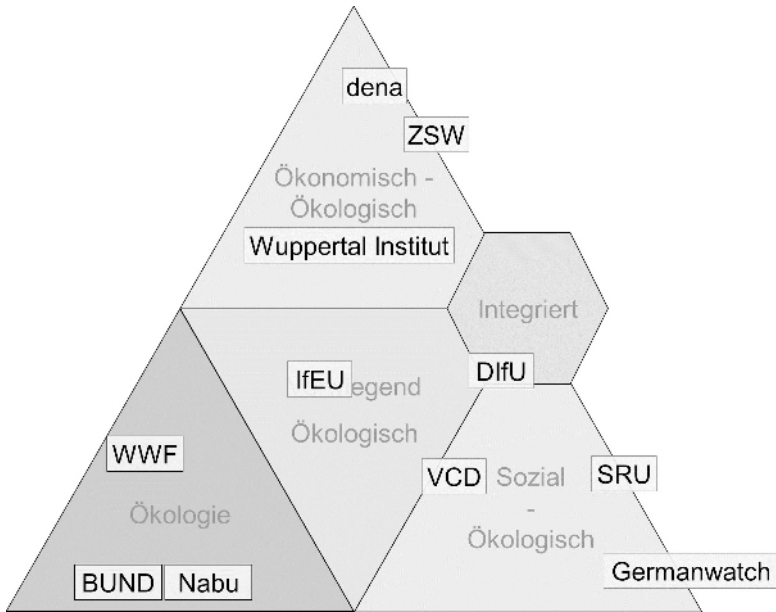 dena
ZSW
Ökonomisch -
Ökologisch
Wuppertal Institut
Integriert
IfEU
egend
DIfU
Ökologisch
WWF
VCD
Sozial
SRU
-
Ökologie
Ökologisch
BUND
Nabu
Germanwatch